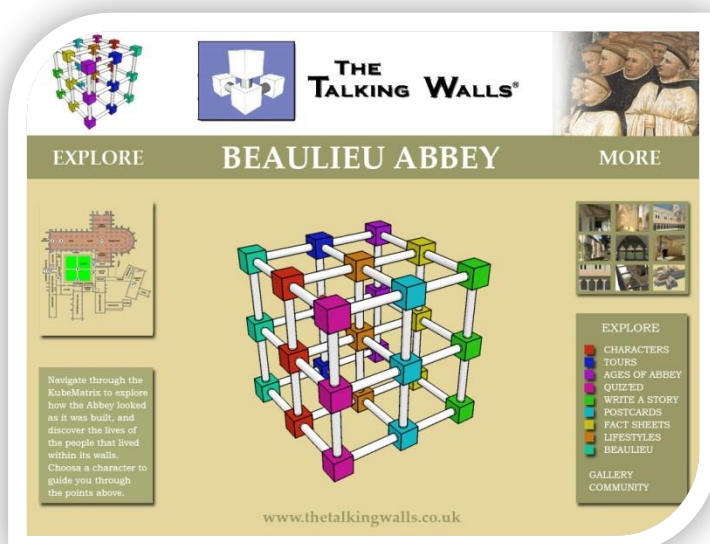 THE
TALKING WALLS®
EXPLORE
BEAULIEU ABBEY
MORE
Navigate through the
KubeMatrix to explore
how the Abbey looked
as it was built, and
discover the lives of
the people that lived
within its walls.
Choosa a character to
guide you through
the points above.
EXPLORE
CHARACTERS
TOURS
AGES OF ABBEY
QUIZ'ED
WRITE A STORY
POSTCARDS
FACT SHEETS
LIFESTYLES
BEAULIEU
GALLERY
COMMUNITY
www.thetalkingwalls.co.uk